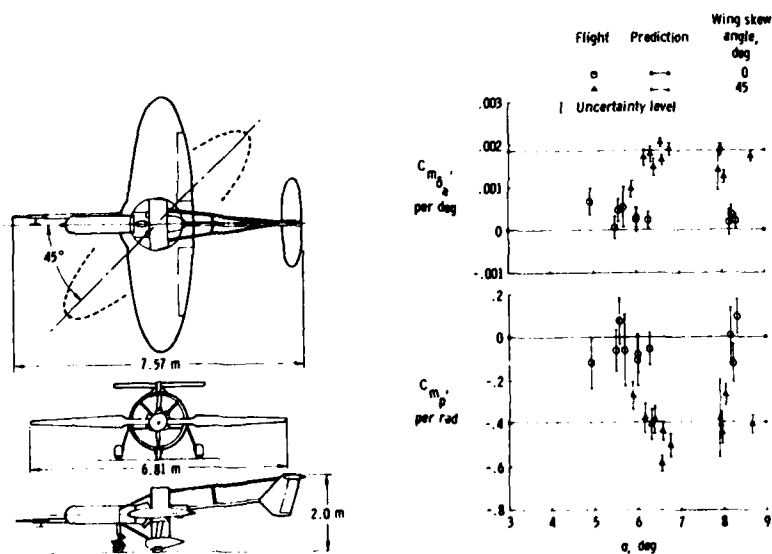 45°
7.57 m
6.81 m
2.0 m
Flight Prediction Wing skew angle, deg
0
45
I Uncertainty level
.003
.002
C m δ a ,
per deg
.001
0
-.001
.2
0
-.2
C m p ,
per rad
-.4
-.6
-.8
3 4 5 6 7 8 9
α, deg